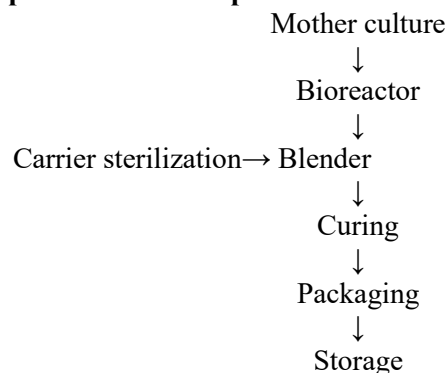 Mother culture
↓
Bioreactor
↓
Carrier sterilization→ Blender
↓
Curing
↓
Packaging
↓
Storage